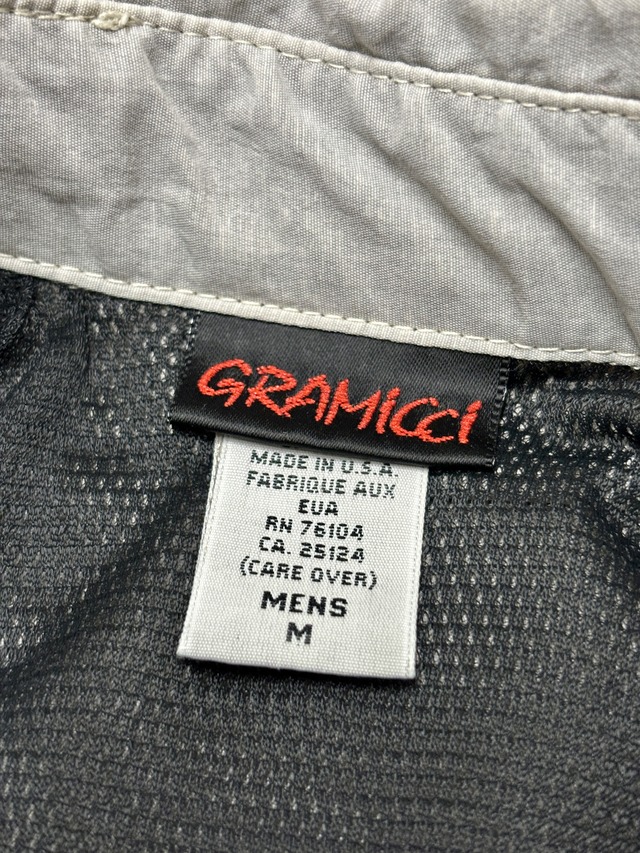 GRAMICCI
MADE IN U.S.A.
FABRIQUE AUX
EUA
RN 76104
CA. 25124
(CARE OVER)
MENS
M